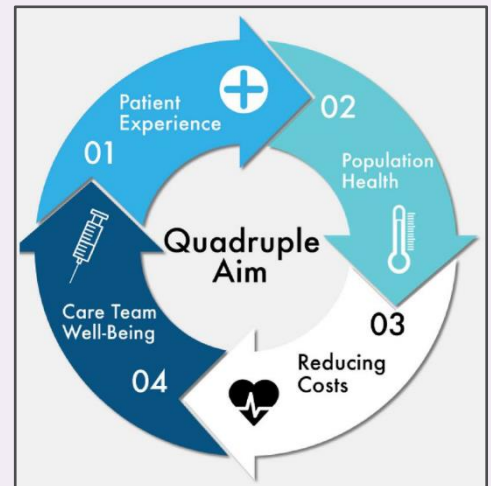 Patient
Experience
01
02
Population
Health
Quadruple
Aim
03
Reducing
Costs
Care Team
Well-Being
04